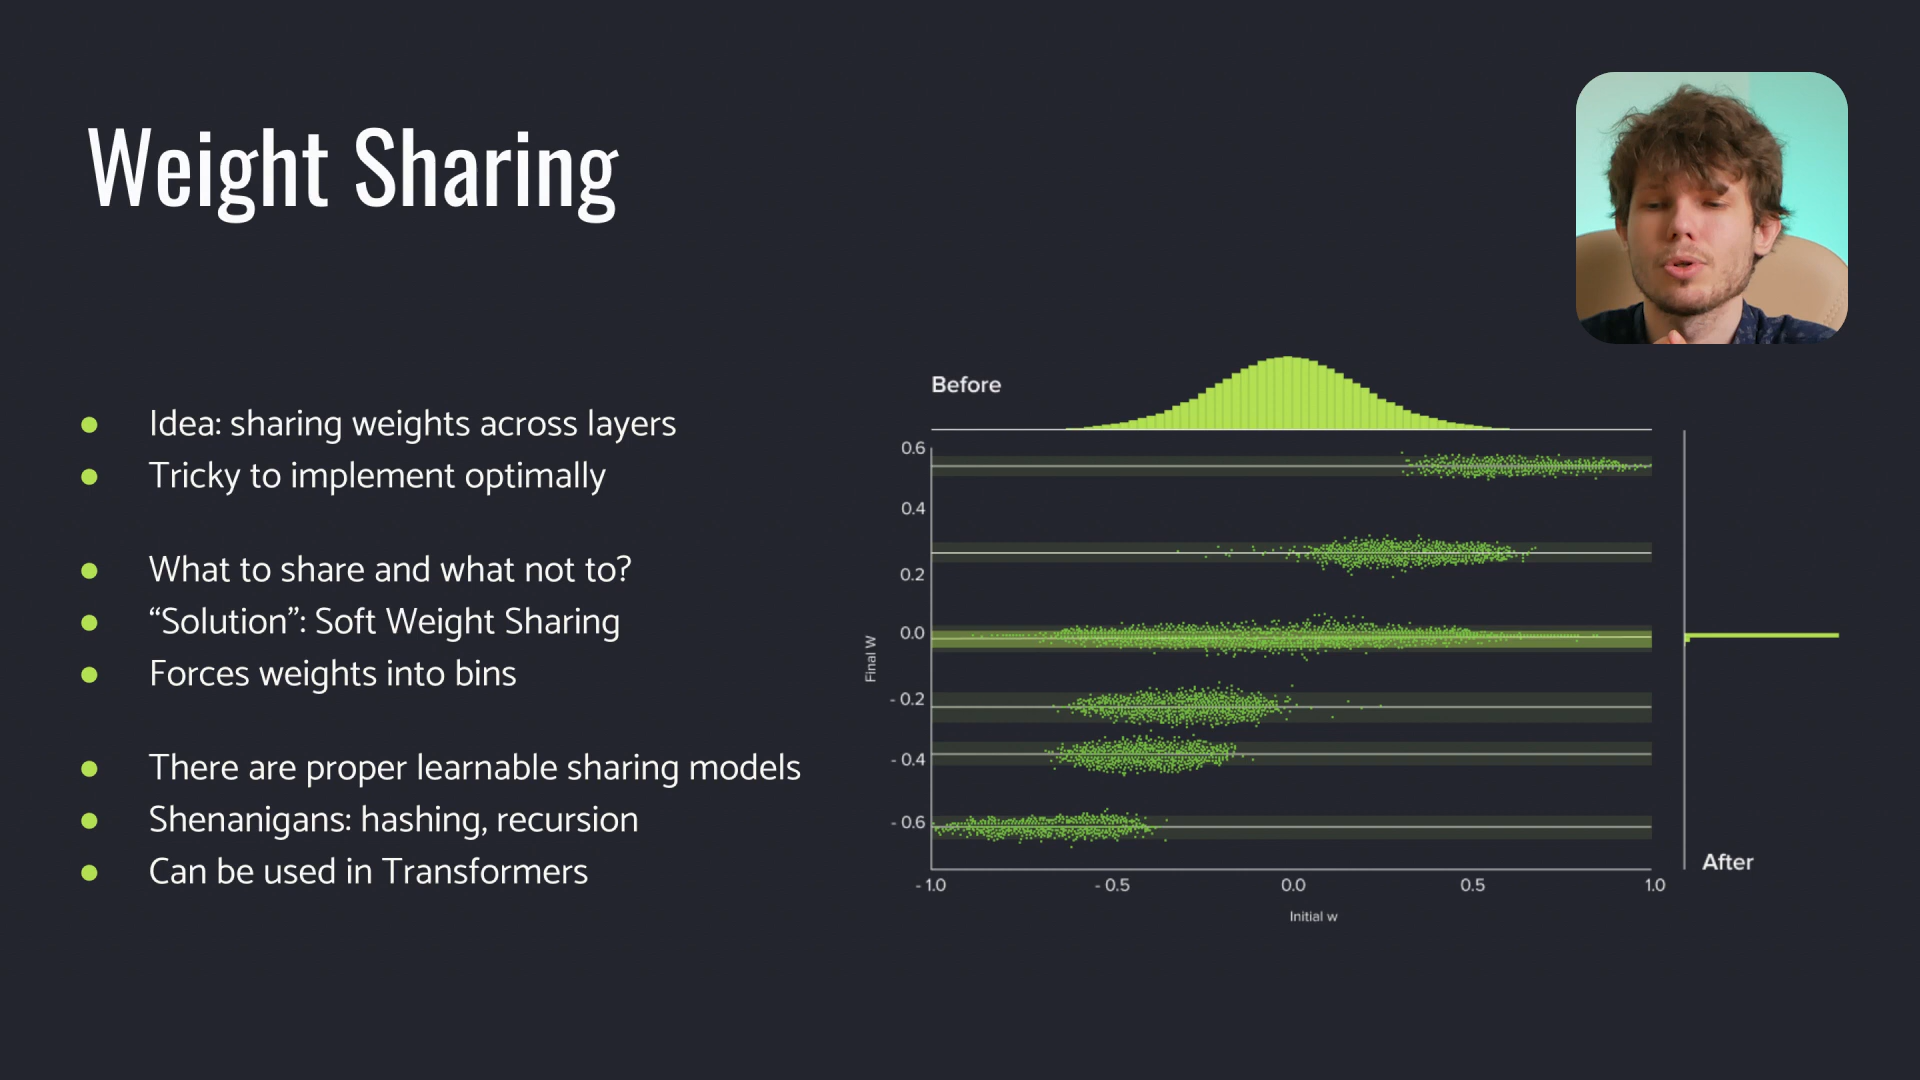 Weight Sharing
Idea: sharing weights across layers
Tricky to implement optimally
What to share and what not to?
“Solution”: Soft Weight Sharing
Forces weights into bins
There are proper learnable sharing models
Shenanigans: hashing, recursion
Can be used in Transformers
Before
0.6
0.4
0.2
0.0
- 0.2
- 0.4
- 0.6
Final W
- 1.0
- 0.5
0.0
0.5
1.0
Initial w
After